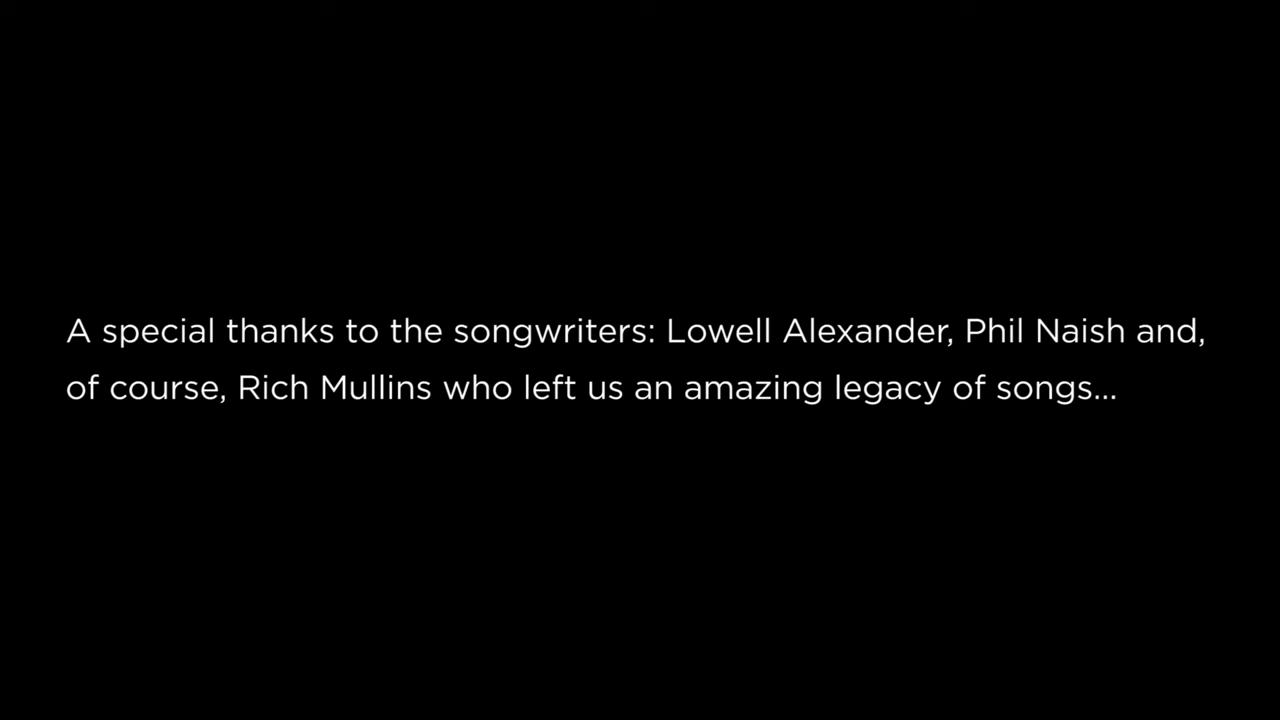 A special thanks to the songwriters: Lowell Alexander, Phil Naish and,
of course, Rich Mullins who left us an amazing legacy of songs...